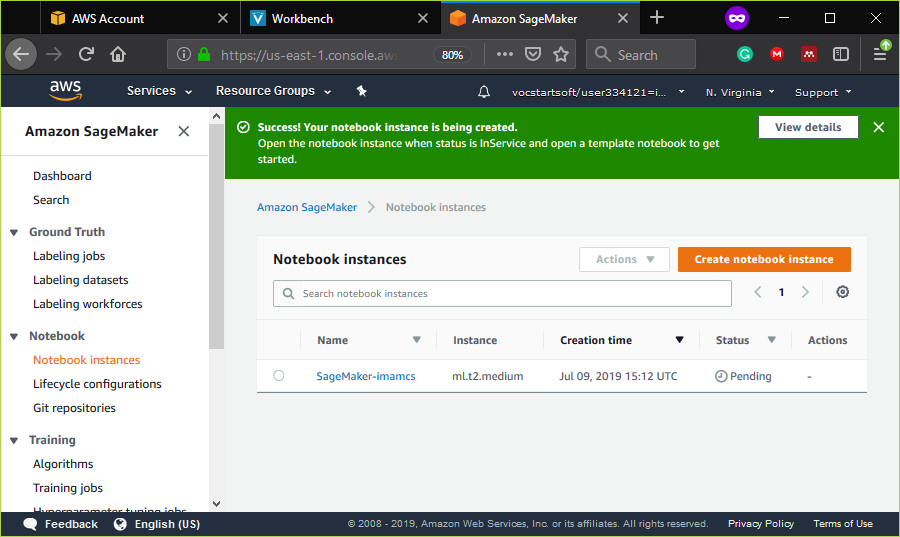 AWS Account
Workbench
Amazon SageMaker
https://us-east-1.console.aws
80%
Search
aws
Services
Resource Groups
vocstartsoft/user334121=i...
N. Virginia
Support
Amazon SageMaker
Dashboard
Search
Ground Truth
Labeling jobs
Labeling datasets
Labeling workforces
Notebook
Notebook instances
Lifecycle configurations
Git repositories
Training
Algorithms
Training jobs
Hyperparameter tuning jobs
Success! Your notebook instance is being created.
Open the notebook instance when status is InService and open a template notebook to get
started.
View details
Amazon SageMaker
Notebook instances
Notebook instances
Actions
Create notebook instance
Search notebook instances
1
Name
Instance
Creation time
Status
Actions
SageMaker-imamcs
ml.t2.medium
Jul 09, 2019 15:12 UTC
Pending
-
Feedback
English (US)
© 2008 - 2019, Amazon Web Services, Inc. or its affiliates. All rights reserved.
Privacy Policy
Terms of Use